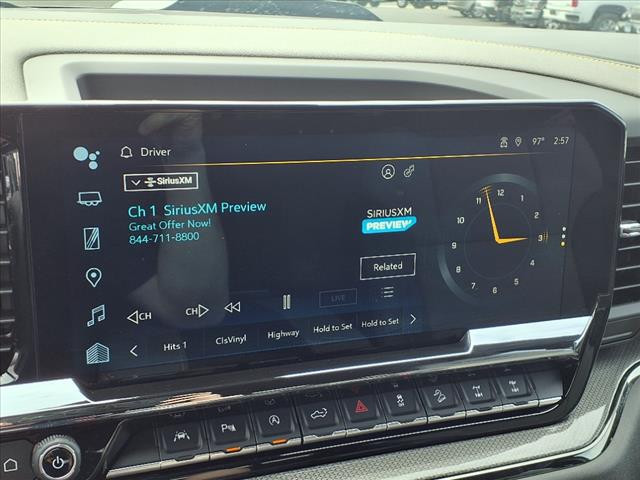 Driver
97° 2:57
SiriusXM
Ch 1 SiriusXM Preview
Great Offer Now!
844-711-8800
SIRIUSXM
PREVIEW
Related
CH
CH
LIVE
Hits 1 ClsVinyl Highway Hold to Set Hold to Set
11 12 1
10 2
9 3
8 4
7 6 5
P
A